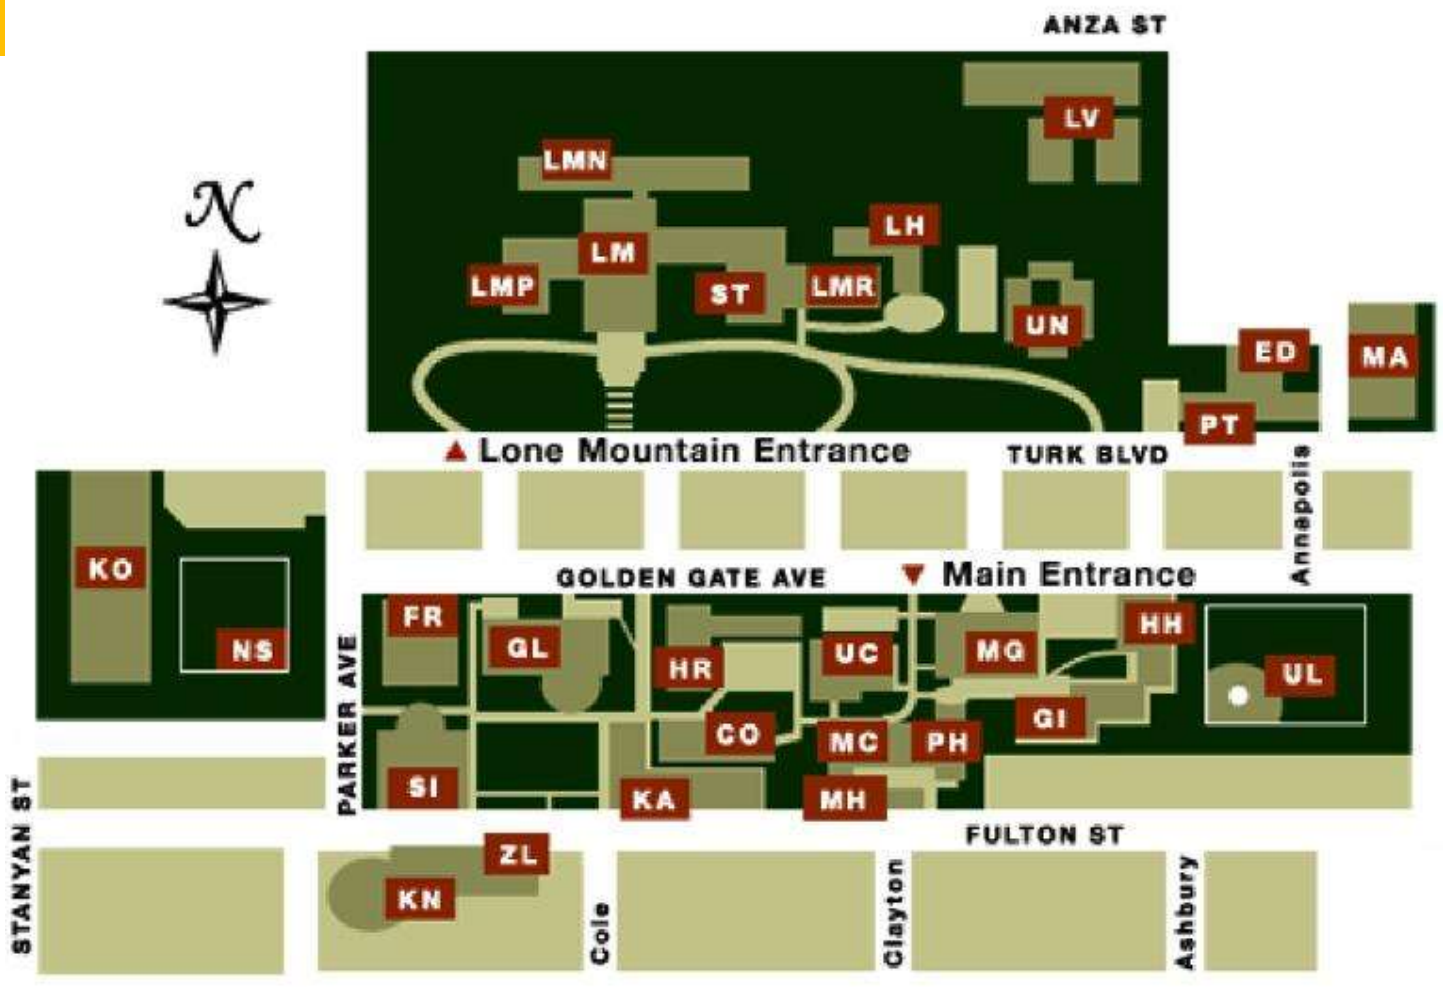 ANZA ST
LV
LMN
N
LH
LM
LMP
ST
LMR
UN
ED
MA
PT
Lone Mountain Entrance
TURK BLVD
Annapolis
KO
GOLDEN GATE AVE
Main Entrance
FR
HH
NS
GL
HR
UC
MG
UL
PARKER AVE
GI
CO
MC
PH
SI
KA
MH
STANYAN ST
FULTON ST
ZL
KN
Cole
Clayton
Ashbury